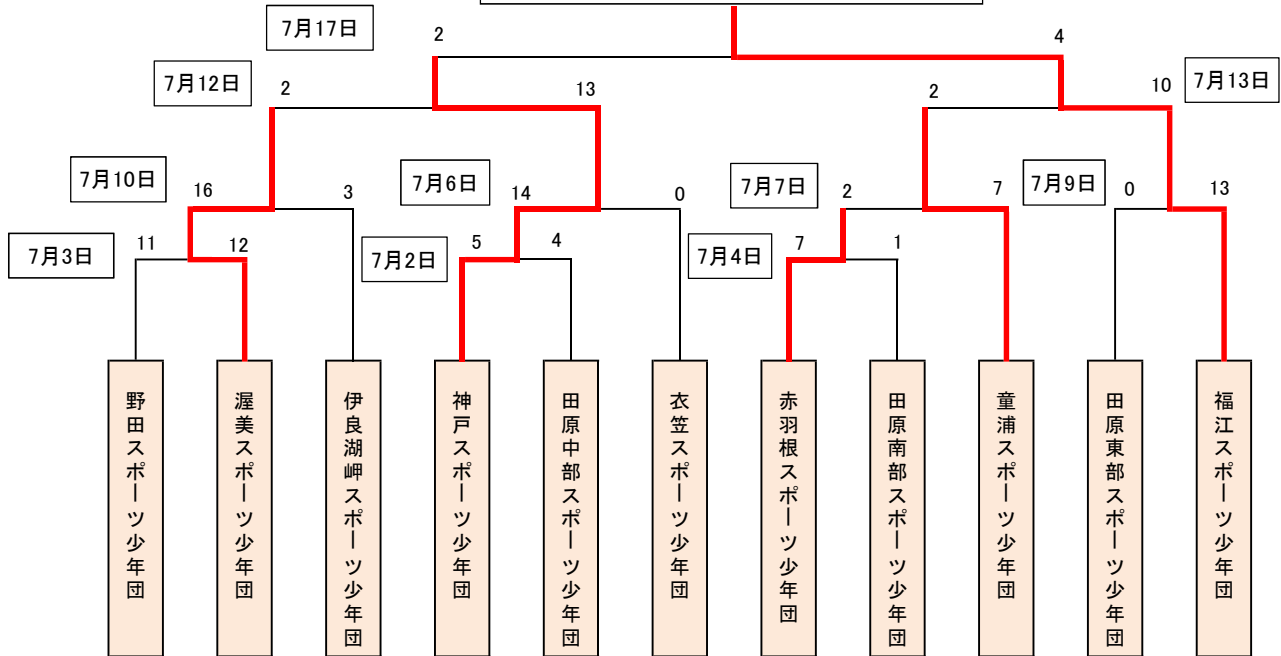 7月17日
2
4
7月12日
2
13
2
10
7月13日
7月10日
16
3
7月6日
14
0
7月7日
2
7
7月9日
0
13
7月3日
11
12
7月2日
5
4
7月4日
7
1
野田スポーツ少年団
渥美スポーツ少年団
伊良湖岬スポーツ少年団
神戸スポーツ少年団
田原中部スポーツ少年団
衣笠スポーツ少年団
赤羽根スポーツ少年団
田原南部スポーツ少年団
童浦スポーツ少年団
田原東部スポーツ少年団
福江スポーツ少年団